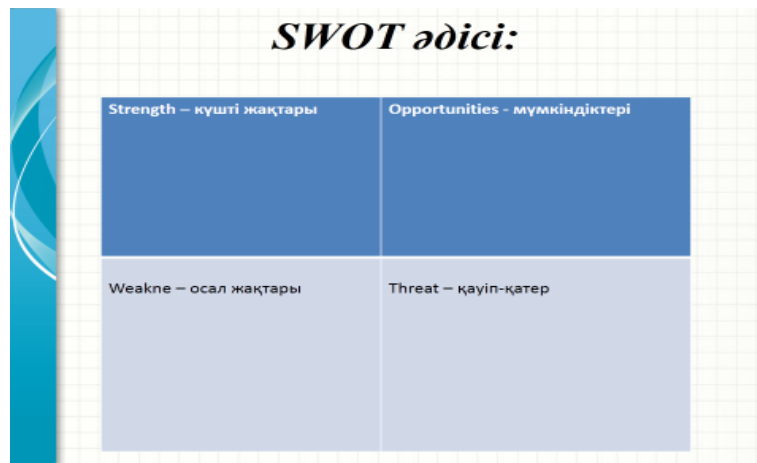 SWOT әдісі:
Strength – күшті жақтары
Opportunities - мүмкіндіктері
Weakne – осал жақтары
Threat – қауіп-қатер